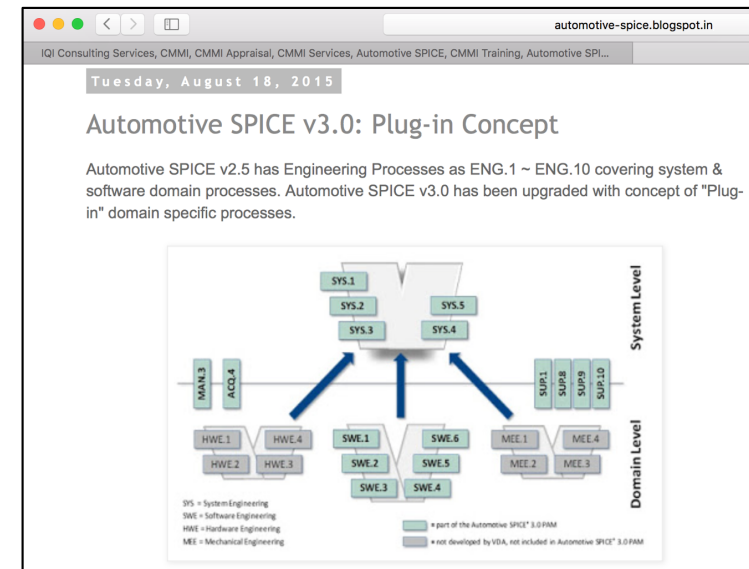 automotive-spice.blogspot.in
IQI Consulting Services, CMMI, CMMI Appraisal, CMMI Services, Automotive SPICE, CMMI Training, Automotive SPI...
Tuesday, August 18, 2015
Automotive SPICE v3.0: Plug-in Concept
Automotive SPICE v2.5 has Engineering Processes as ENG.1 ~ ENG.10 covering system &
software domain processes. Automotive SPICE v3.0 has been upgraded with concept of "Plug-
in" domain specific processes.
SYS.1
SYS.2 SYS.5
SYS.3 SYS.4
System Level
MAN.3 ACQ.4 SUP.1 SUP.8 SUP.9 SUP.10
HWE.1 HWE.4 SWE.1 SWE.6 MEE.1 MEE.4
HWE.2 HWE.3 SWE.2 SWE.5 MEE.2 MEE.3
SWE.3 SWE.4
Domain Level
SYS = System Engineering
SWE = Software Engineering
HWE = Hardware Engineering
MEE = Mechanical Engineering
= part of the Automotive SPICE® 3.0 PAM
= not developed by VDA, not included in Automotive SPICE® 3.0 PAM